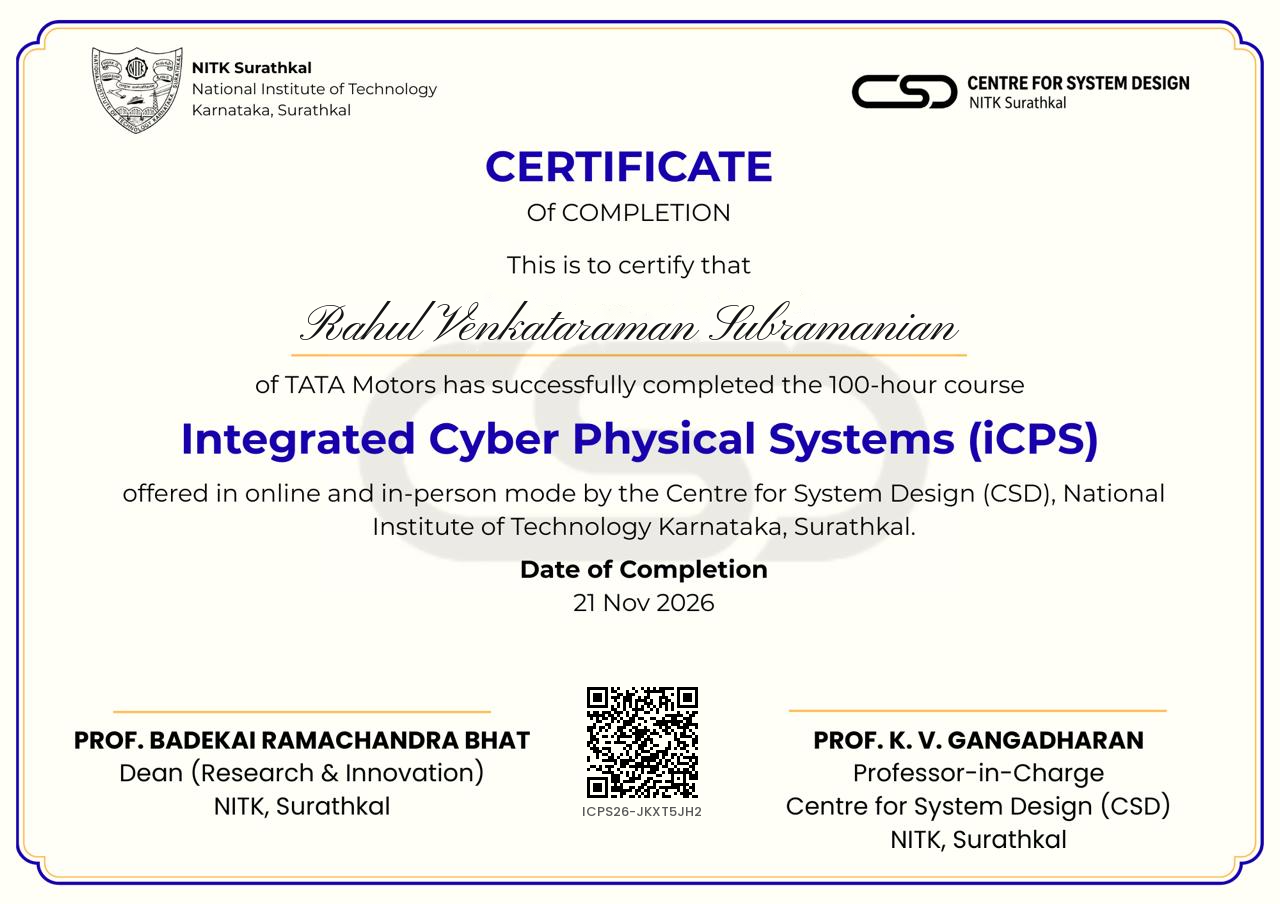 NITK Surathkal
National Institute of Technology
Karnataka, Surathkal
CSD
CENTRE FOR SYSTEM DESIGN
NITK Surathkal
CERTIFICATE
Of COMPLETION
This is to certify that
Rahul Venkataraman Subramanian
of TATA Motors has successfully completed the 100-hour course
Integrated Cyber Physical Systems (iCPS)
offered in online and in-person mode by the Centre for System Design (CSD), National
Institute of Technology Karnataka, Surathkal.
Date of Completion
21 Nov 2026
PROF. BADEKAI RAMACHANDRA BHAT
Dean (Research & Innovation)
NITK, Surathkal
ICPS26-JKXT5JH2
PROF. K. V. GANGADHARAN
Professor-in-Charge
Centre for System Design (CSD)
NITK, Surathkal